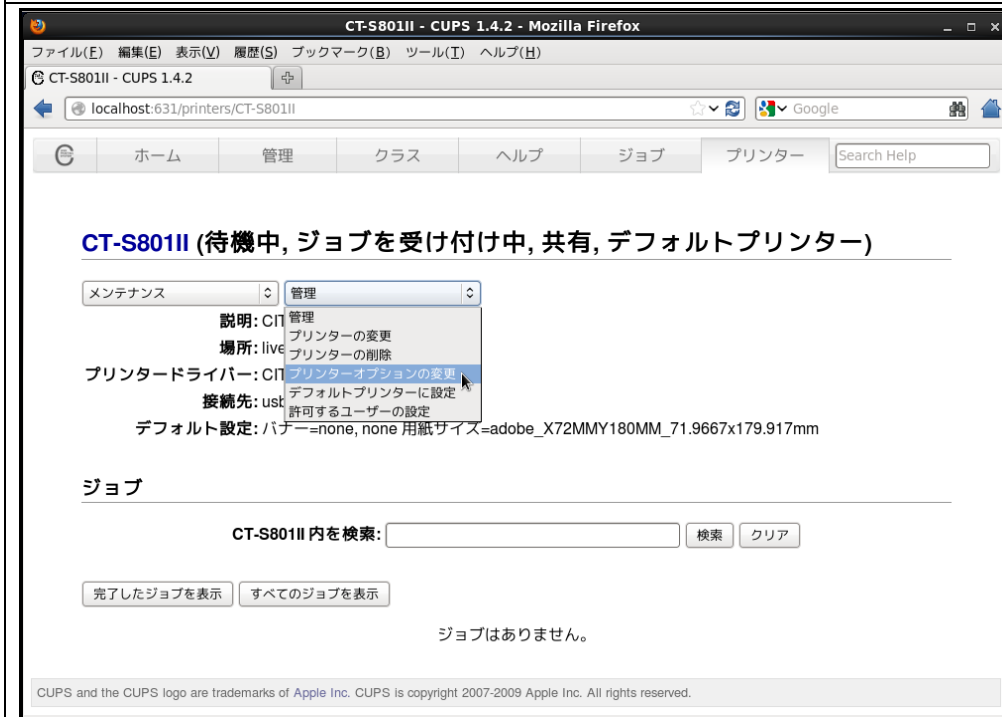 CT-S801II - CUPS 1.4.2 - Mozilla Firefox
ファイル(F) 編集(E) 表示(V) 履歴(S) ブックマーク(B) ツール(T) ヘルプ(H)
CT-S801II - CUPS 1.4.2
localhost:631/printers/CT-S801II
Google
ホーム 管理 クラス ヘルプ ジョブ プリンター Search Help
CT-S801II (待機中, ジョブを受け付け中, 共有, デフォルトプリンター)
メンテナンス 管理
管理
プリンターの変更
プリンターの削除
プリンターオプションの変更
デフォルトプリンターに設定
許可するユーザーの設定
説明: CIT
場所: live
プリンタードライバー: CIT
接続先: usb
デフォルト設定: バナー=none, none 用紙サイズ=adobe_X72MMY180MM_71.9667x179.917mm
ジョブ
CT-S801II 内を検索: 検索 クリア
完了したジョブを表示 すべてのジョブを表示
ジョブはありません。
CUPS and the CUPS logo are trademarks of Apple Inc. CUPS is copyright 2007-2009 Apple Inc. All rights reserved.